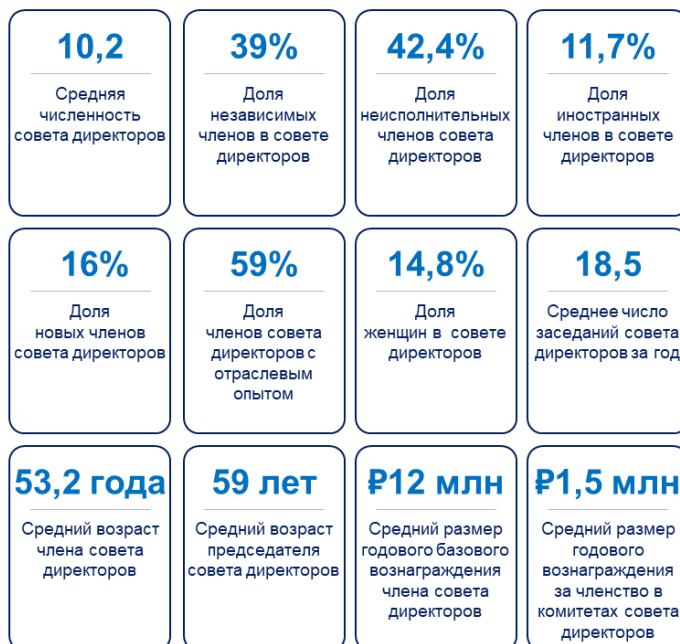 10,2
Средняя
численность
совета директоров
39%
Доля
независимых
членов в совете
директоров
42,4%
Доля
неисполнительных
членов совета
директоров
11,7%
Доля
иностранных
членов в совете
директоров
16%
Доля
новых членов
совета директоров
59%
Доля
членов совета
директоров с
отраслевым
опытом
14,8%
Доля
женщин в совете
директоров
18,5
Среднее число
заседаний совета
директоров за год
53,2 года
Средний возраст
члена совета
директоров
59 лет
Средний возраст
председателя
совета директоров
₽12 млн
Средний размер
годового базового
вознаграждения
члена совета
директоров
₽1,5 млн
Средний размер
годового
вознаграждения
за членство в
комитетах совета
директоров